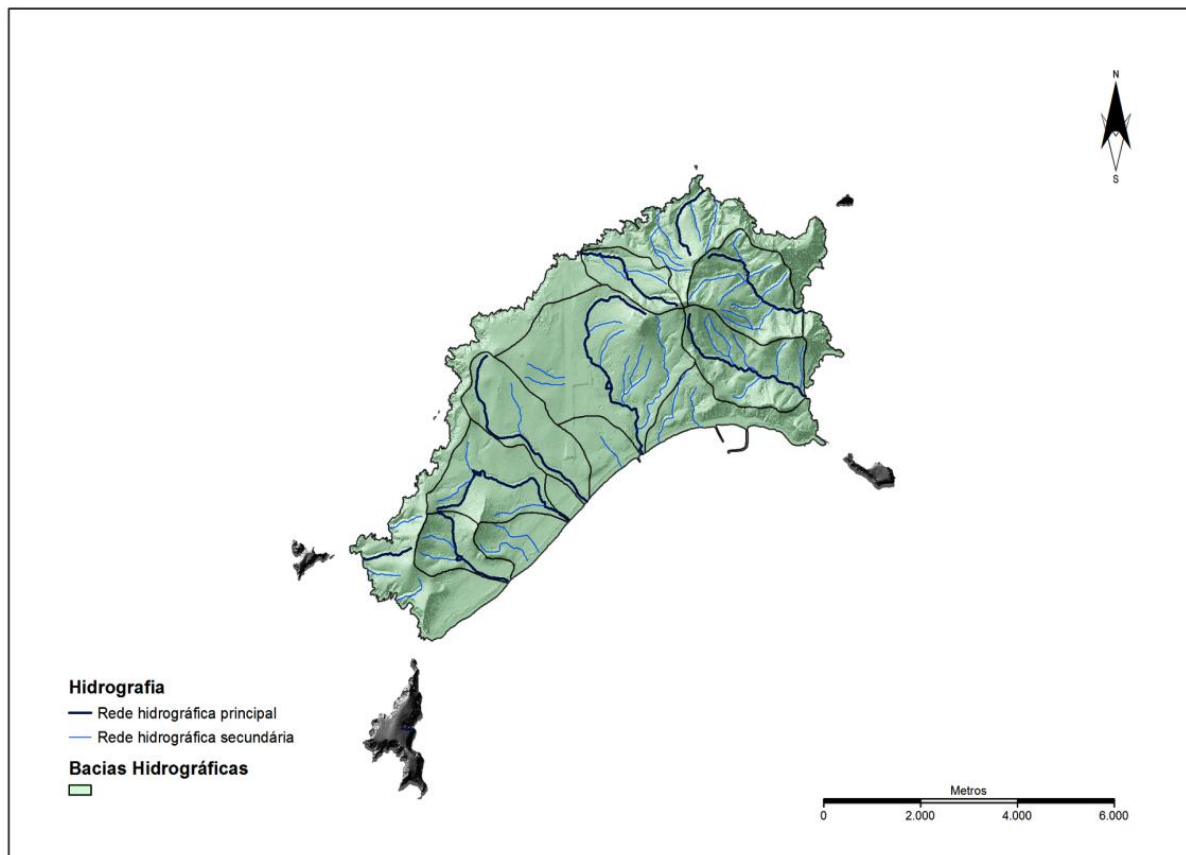 N
S
Hidrografia
Rede hidrográfica principal
Rede hidrográfica secundária
Bacias Hidrográficas
Metros
0 2.000 4.000 6.000